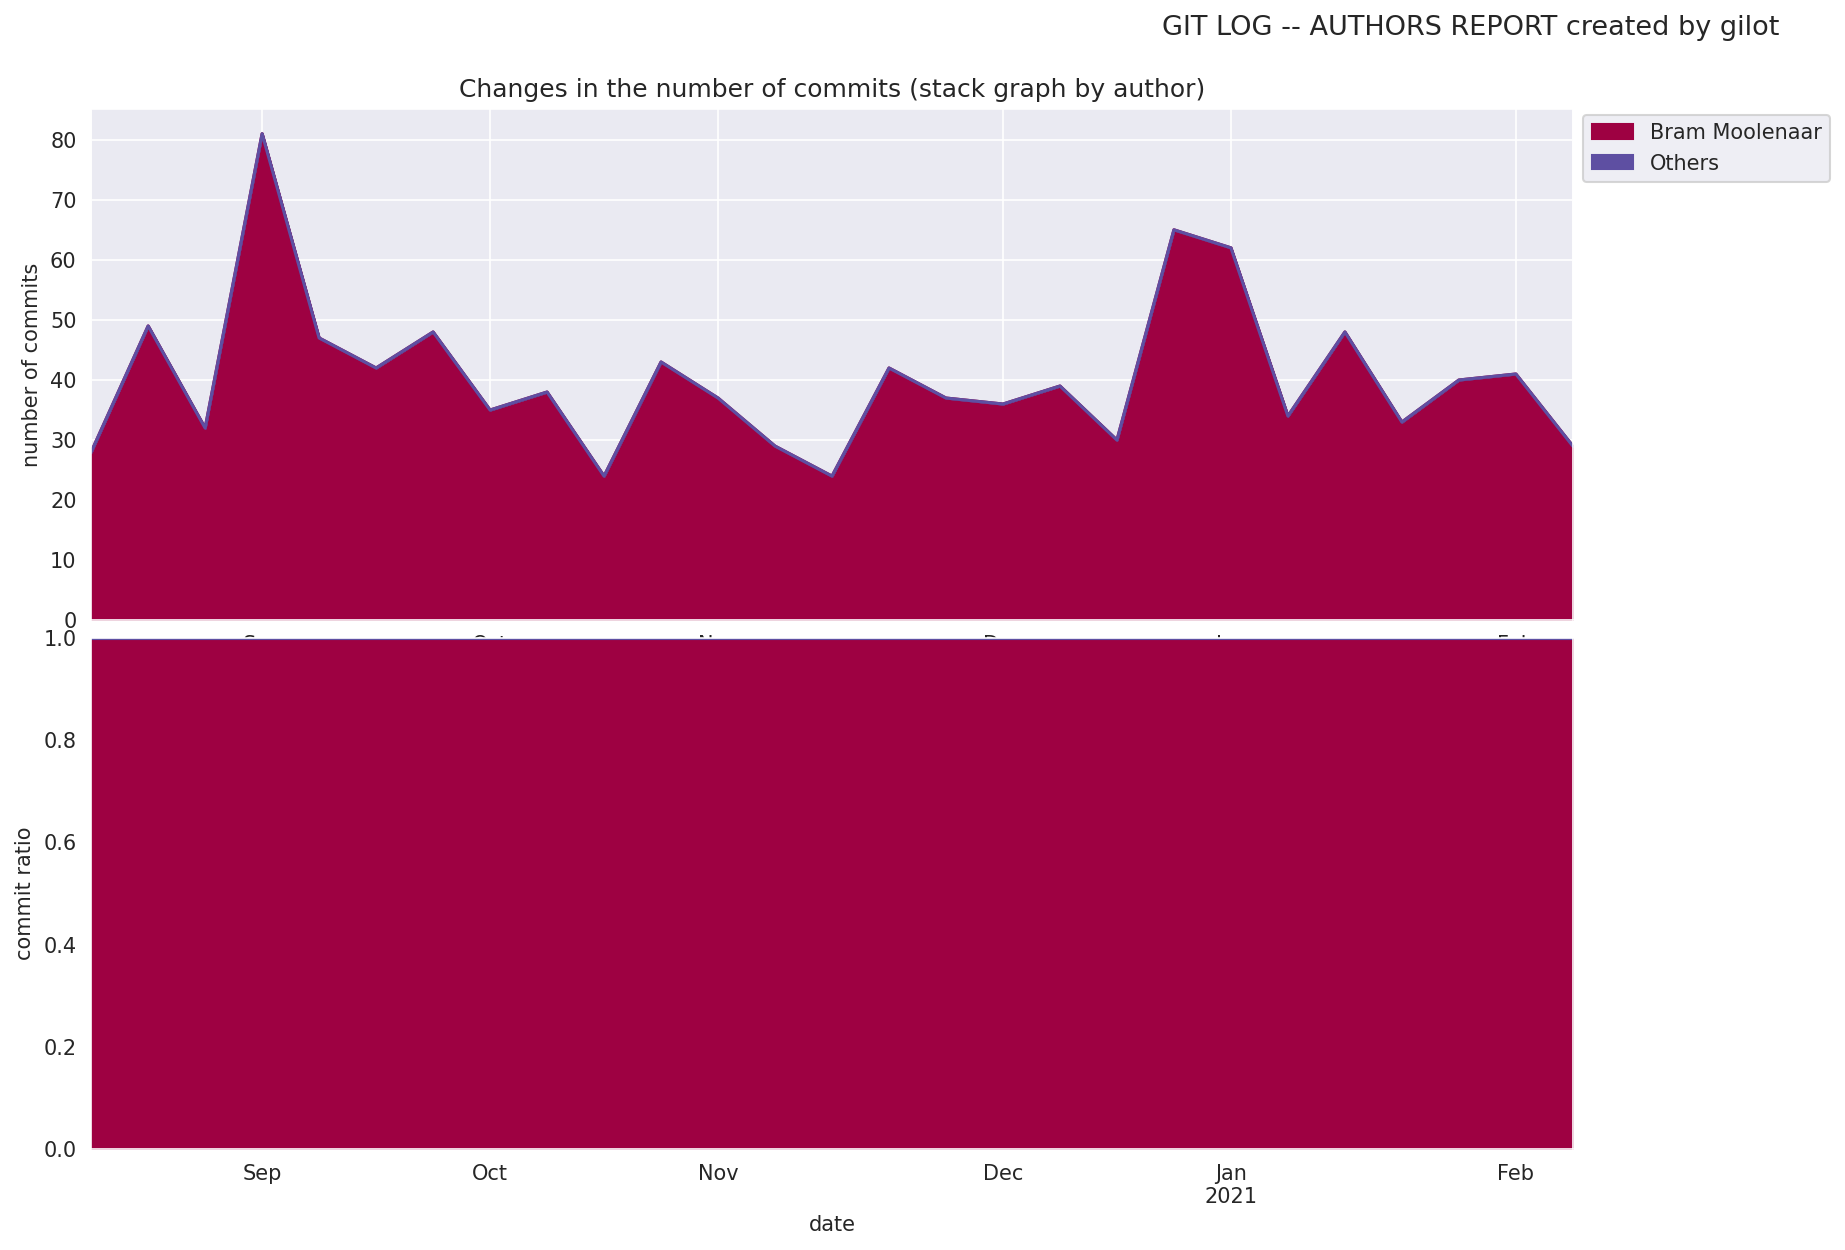 GIT LOG -- AUTHORS REPORT created by gilot
Changes in the number of commits (stack graph by author)
Bram Moolenaar
Others
number of commits
80
70
60
50
40
30
20
10
0
commit ratio
1.0
0.8
0.6
0.4
0.2
0.0
Sep Oct Nov Dec Jan Feb
2021
date